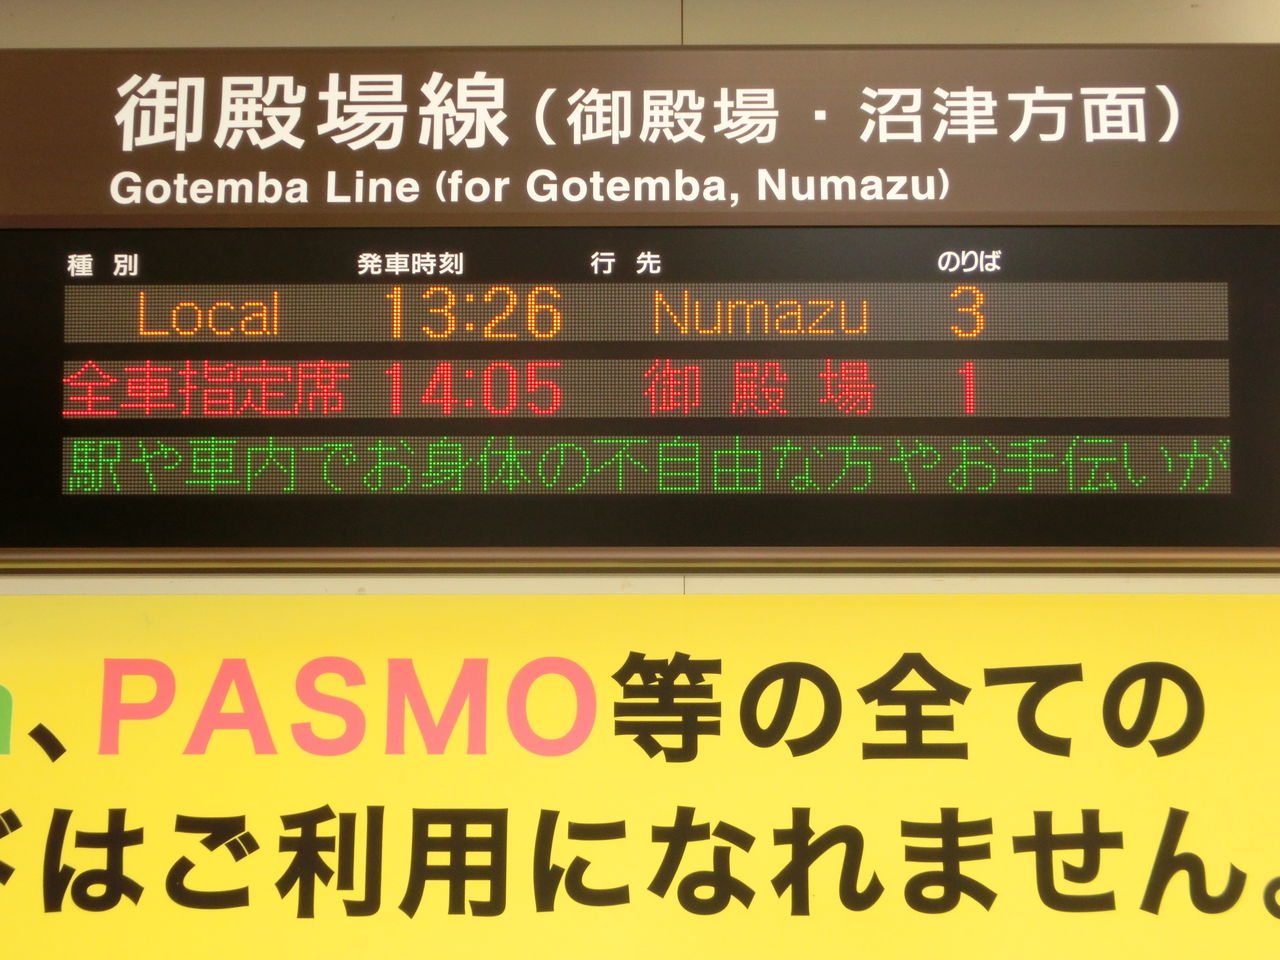 御殿場線（御殿場・沼津方面）
Gotemba Line (for Gotemba, Numazu)
種別 発車時刻 行先 のりば
Local 13:26 Numazu 3
全車指定席 14:05 御殿場 1
駅や車内でお身体の不自由な方やお手伝いが
、PASMO等の全ての
はご利用になれません。